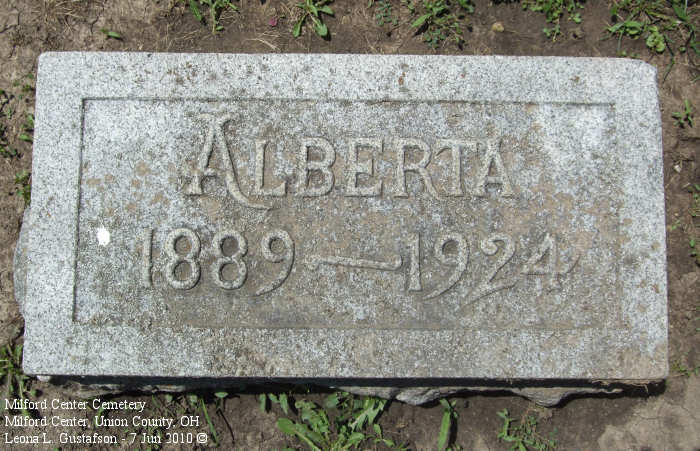 ALBERTA
1889–1924
Milford Center Cemetery
Milford Center, Union County, OH
Leona L. Gustafson - 7 Jun 2010 ©